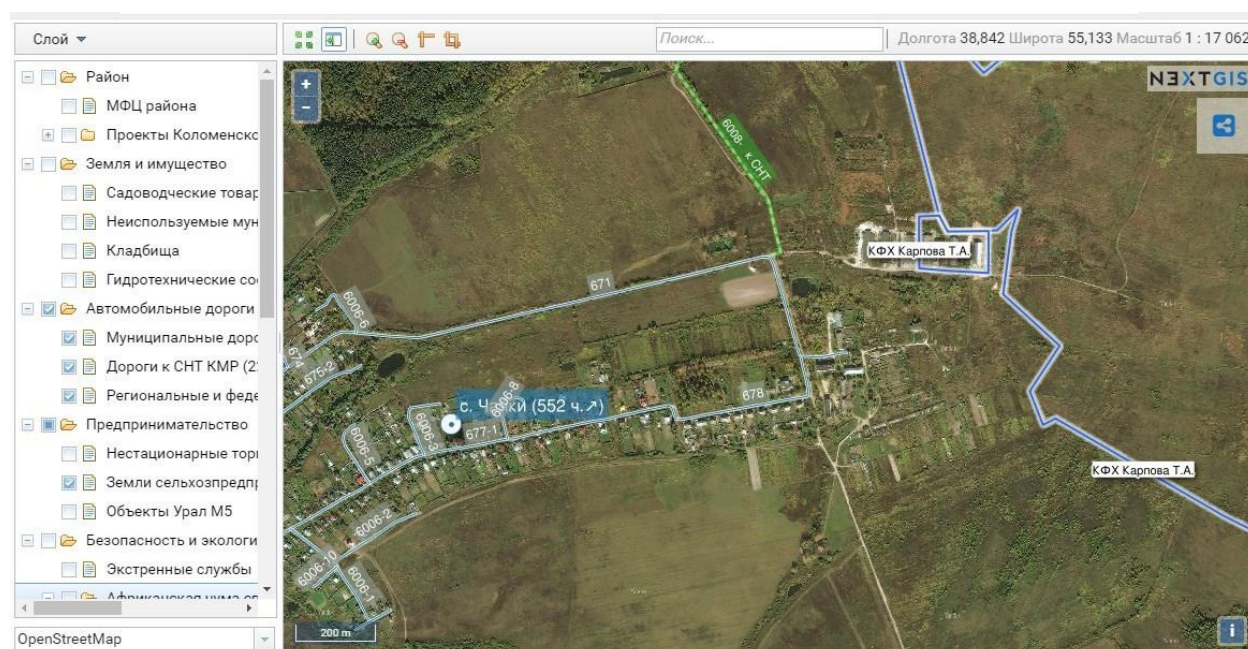 Слой
Поиск...
Долгота 38,842 Широта 55,133 Масштаб 1 : 17 062
Район
МФЦ района
Проекты Коломенско
Земля и имущество
Садоводческие товар
Неиспользуемые мун
Кладбища
Гидротехнические со
Автомобильные дороги
Муниципальные доро
Дороги к СНТ КМР (2
Региональные и феде
Предпринимательство
Нестационарные тор
Земли сельхозпредп
Объекты Урал М5
Безопасность и экологи
Экстренные службы
OpenStreetMap
+
-
NEXTGIS
6008-
к СНТ
КФХ Карпова Т.А.
671
6006-6
674
675-2
с.
(552 ч.↗)
6006-8
678
6006-3
677-1
6006-5
КФХ Карпова Т.А.
6006-2
6006-10
6006-1
200 m
i